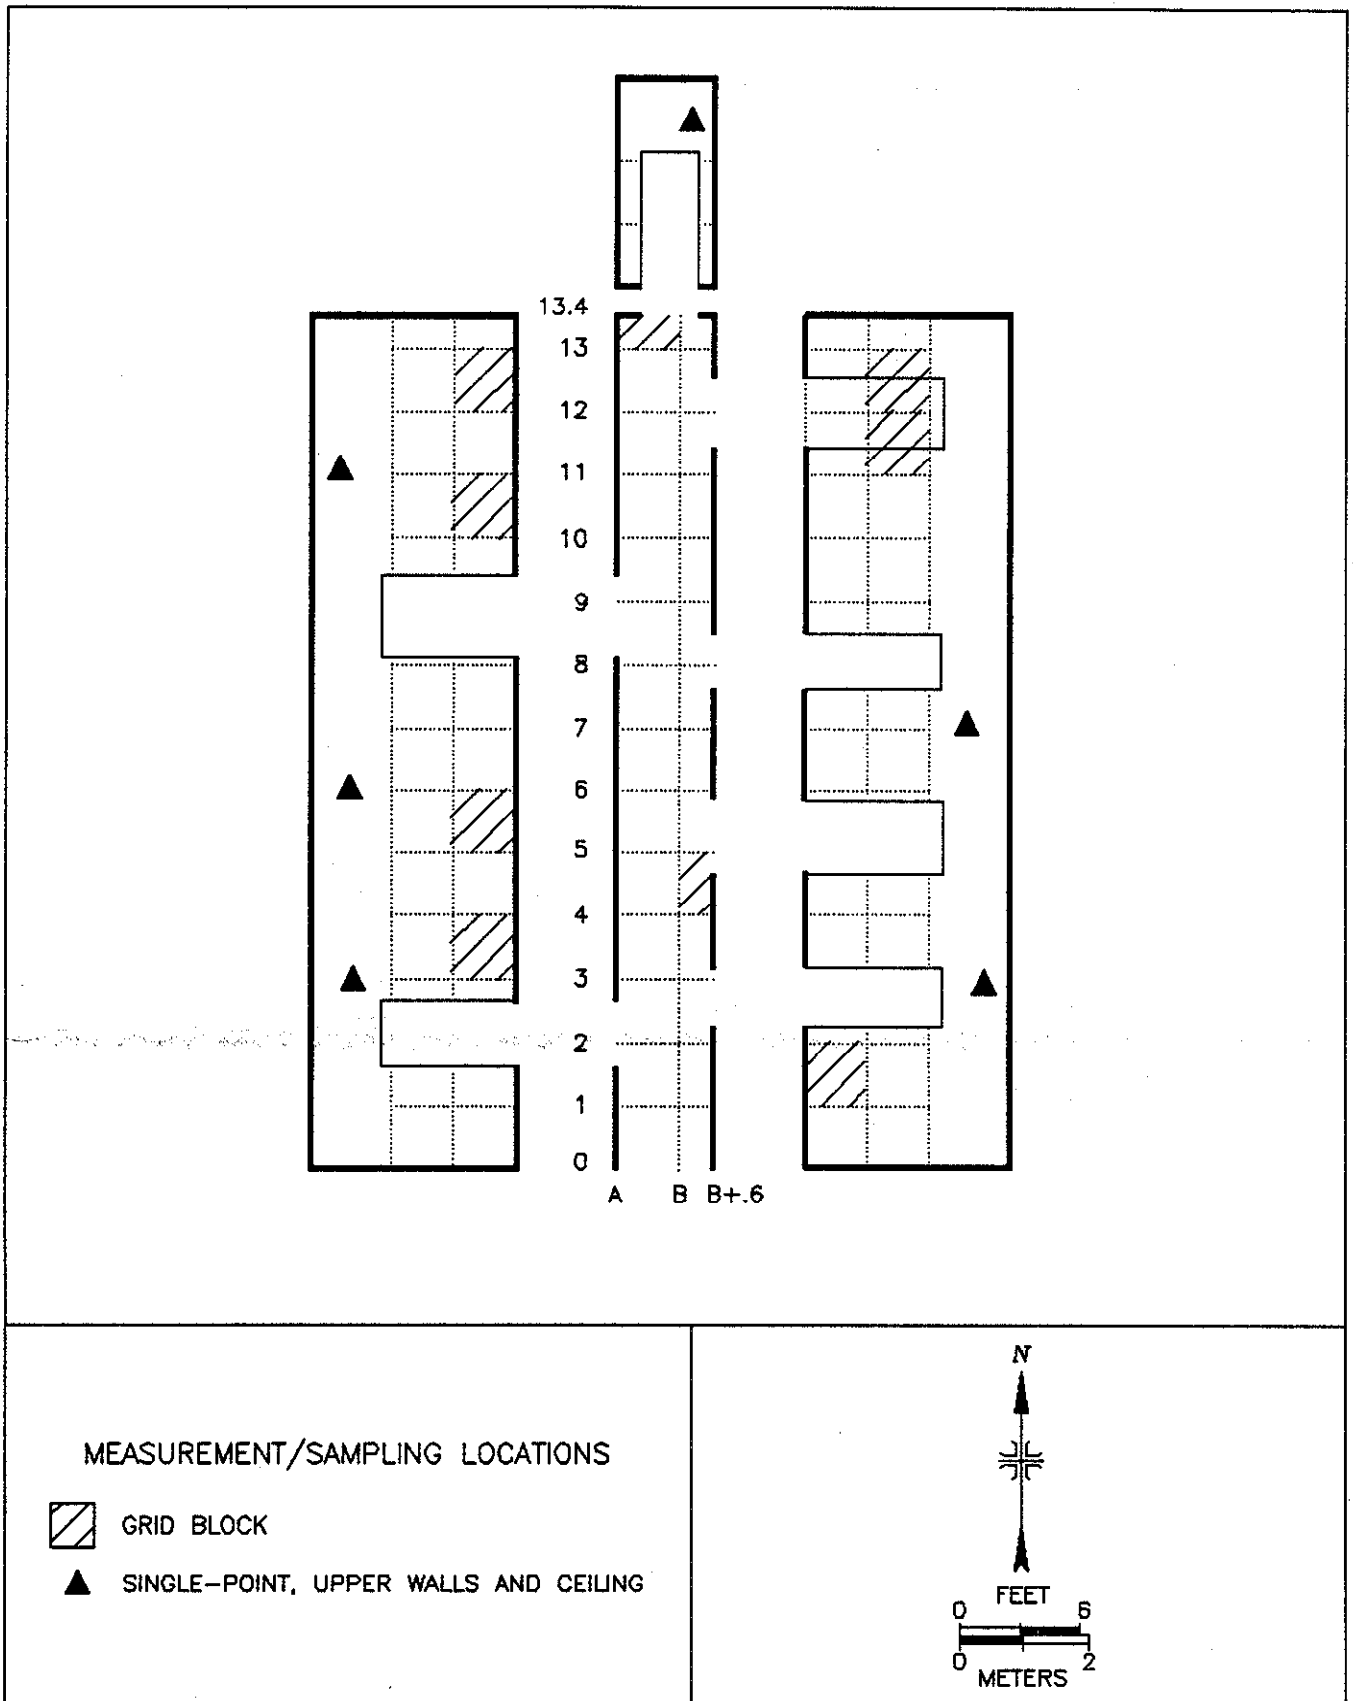 13.4
13
12
11
10
9
8
7
6
5
4
3
2
1
0
A B B+.6
MEASUREMENT/SAMPLING LOCATIONS
GRID BLOCK
SINGLE-POINT, UPPER WALLS AND CEILING
N
FEET
0 6
0 2
METERS